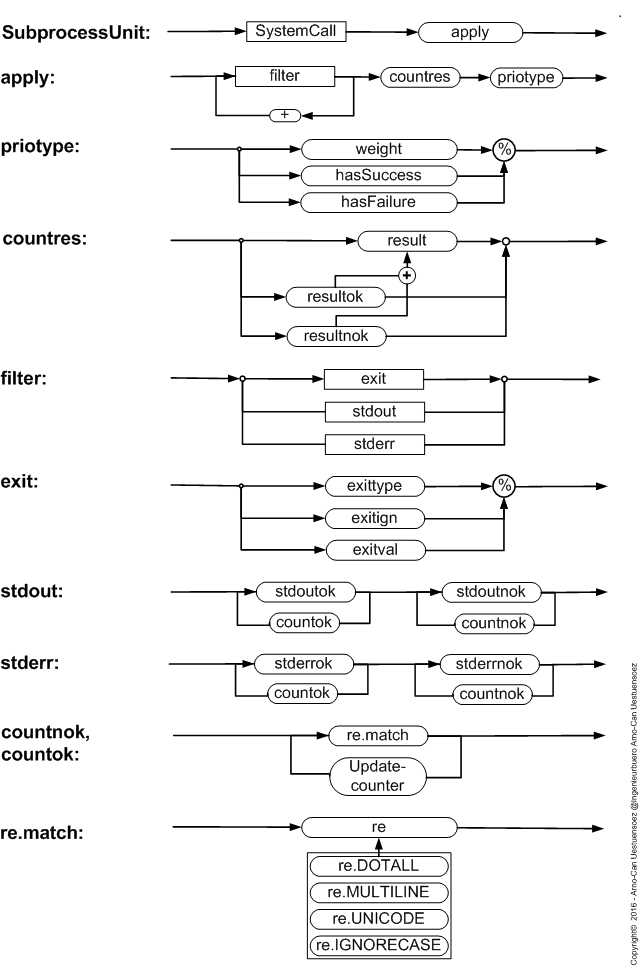 SubprocessUnit: SystemCall apply
apply: filter countres priotype
+
priotype: weight %
hasSuccess
hasFailure
countres: result
+
resultok
resultnok
filter: exit
stdout
stderr
exit: exittype %
exitign
exitval
stdout: stdoutok stdoutnok
countok countnok
stderr: stderrok stderrnok
countok countnok
countnok, re.match
countok: Update-
counter
re.match: re
re.DOTALL
re.MULTILINE
re.UNICODE
re.IGNORECASE
Copyright© 2016 - Arno-Can Uestuensoez @Ingenieurbuero Arno-Can Uestuensoez